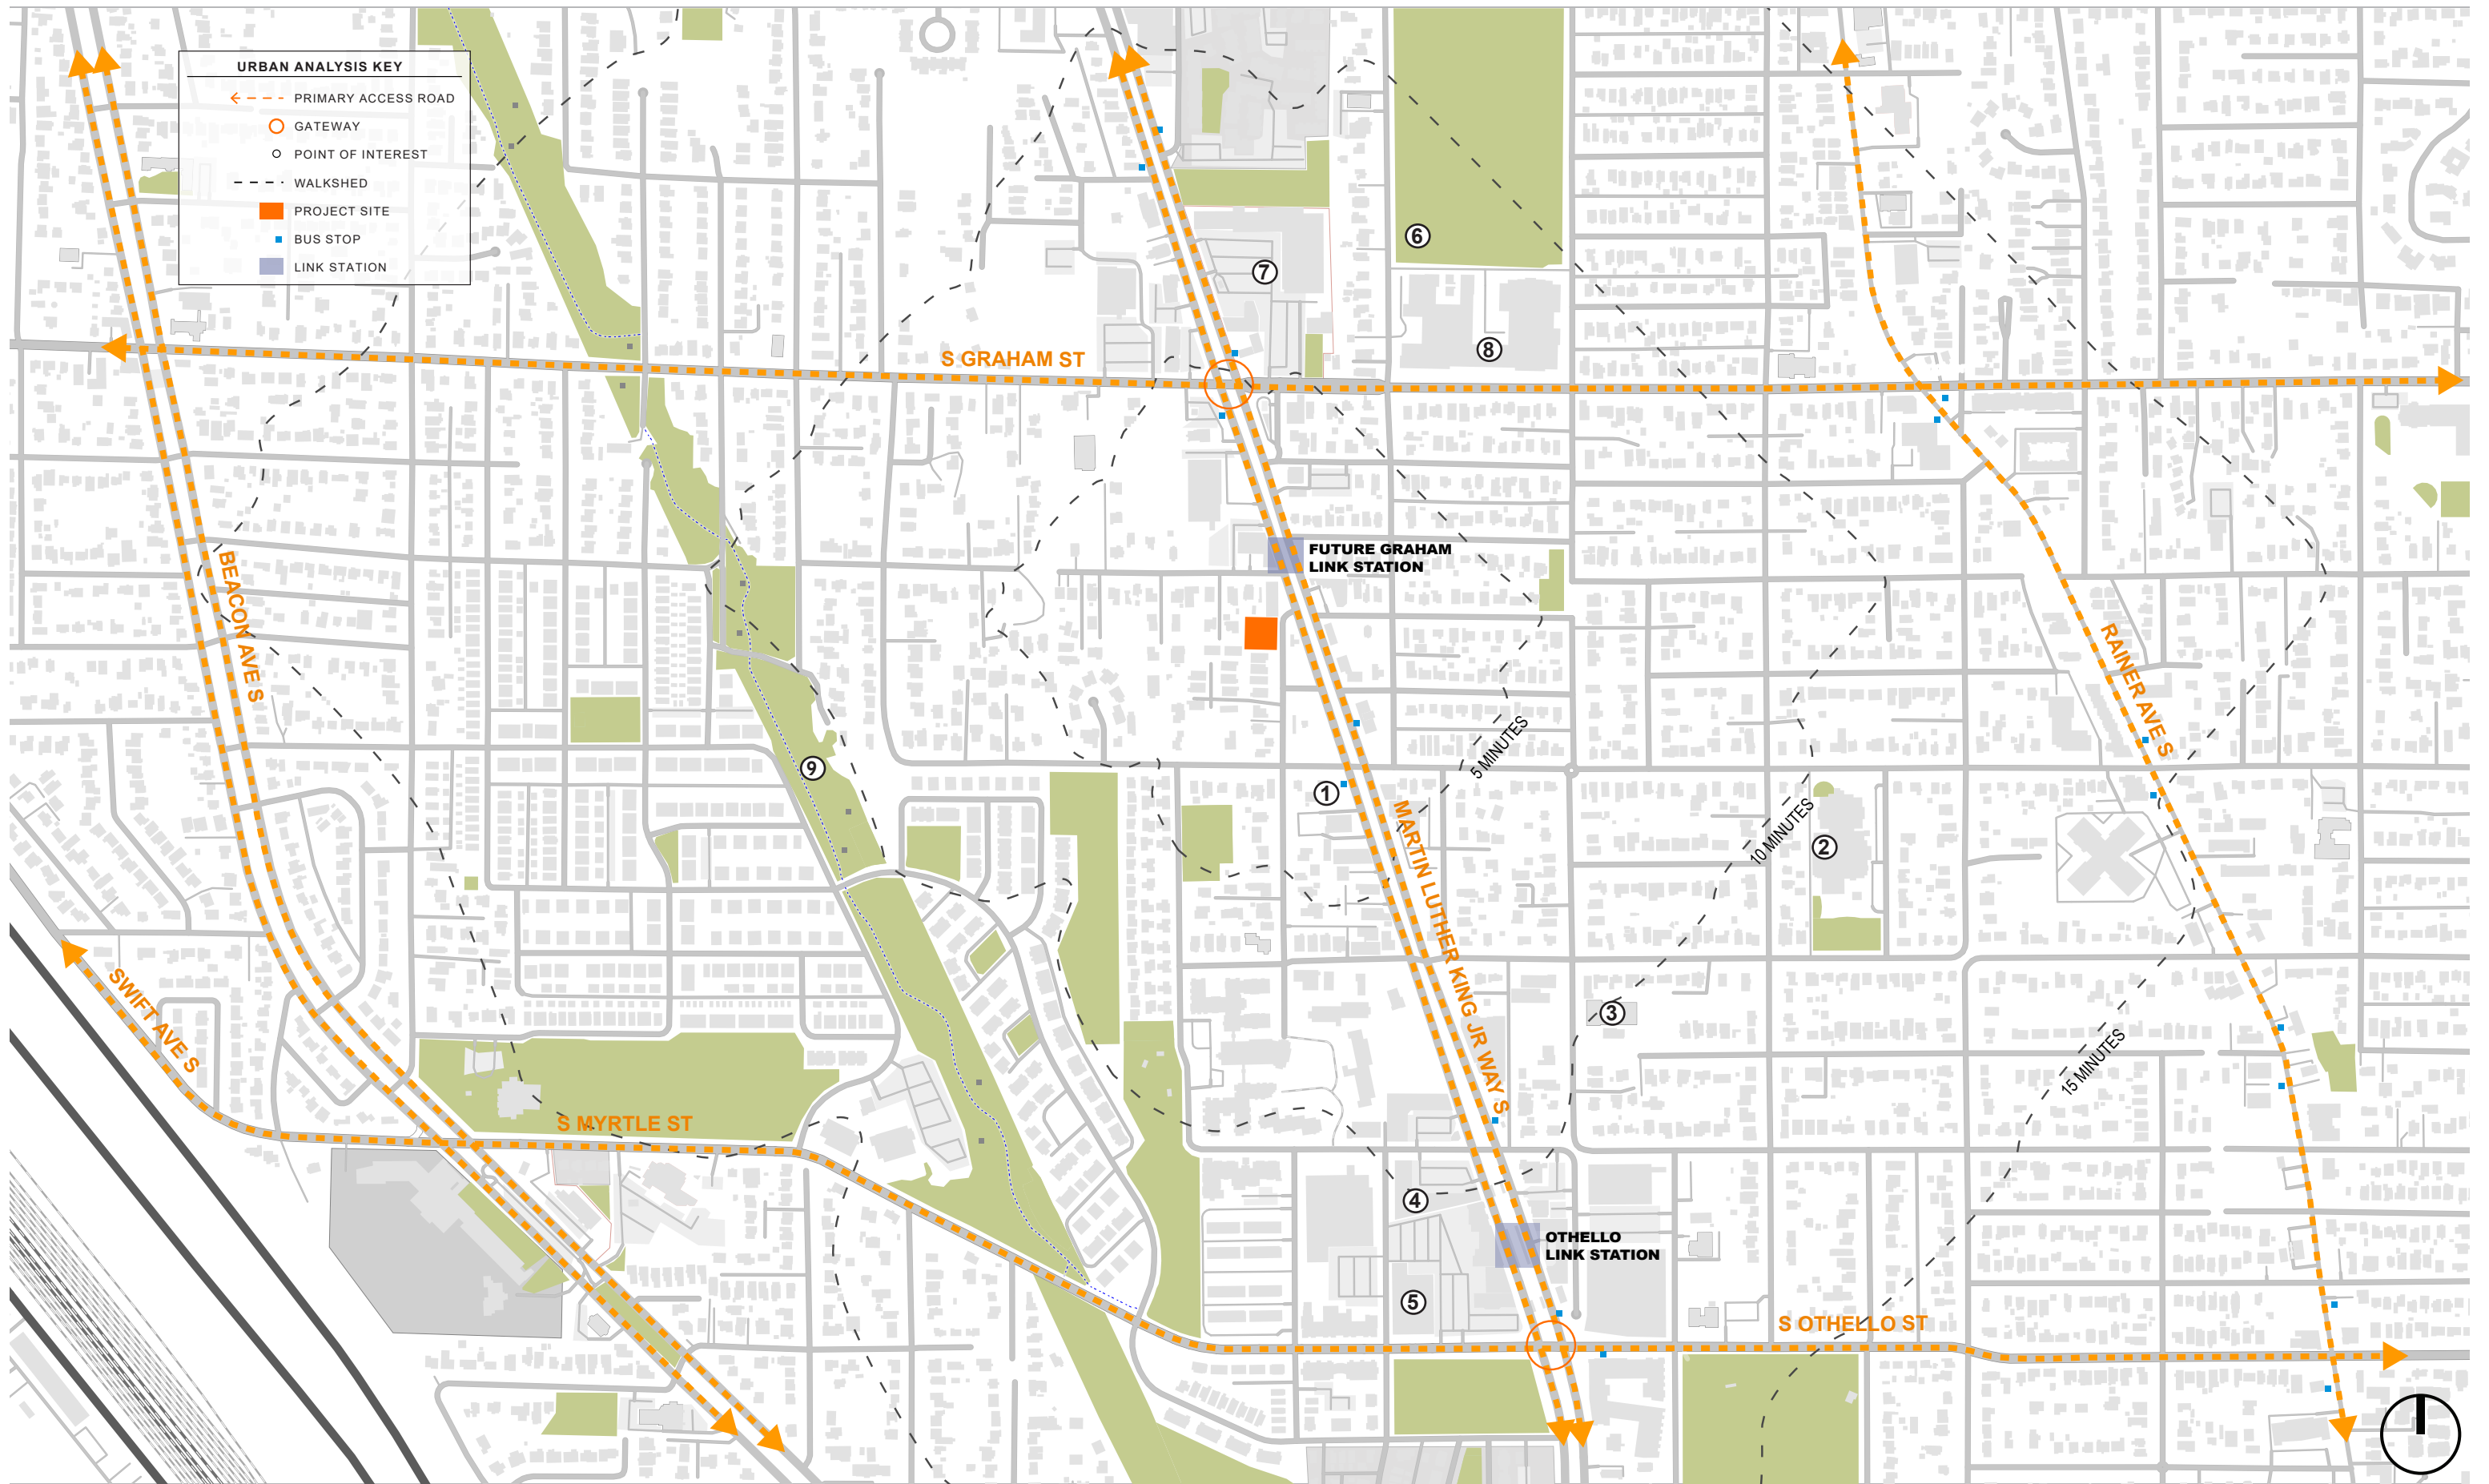 URBAN ANALYSIS KEY
PRIMARY ACCESS ROAD
GATEWAY
POINT OF INTEREST
WALKSHED
PROJECT SITE
BUS STOP
LINK STATION
6
7
8
S GRAHAM ST
FUTURE GRAHAM
LINK STATION
BEACON AVE S
RAINER AVE S
5 MINUTES
9
1
10 MINUTES
2
MARTIN LUTHER KING JR WAY S
SWIFT AVE S
3
15 MINUTES
S MYRTLE ST
4
OTHELLO
LINK STATION
5
S OTHELLO ST